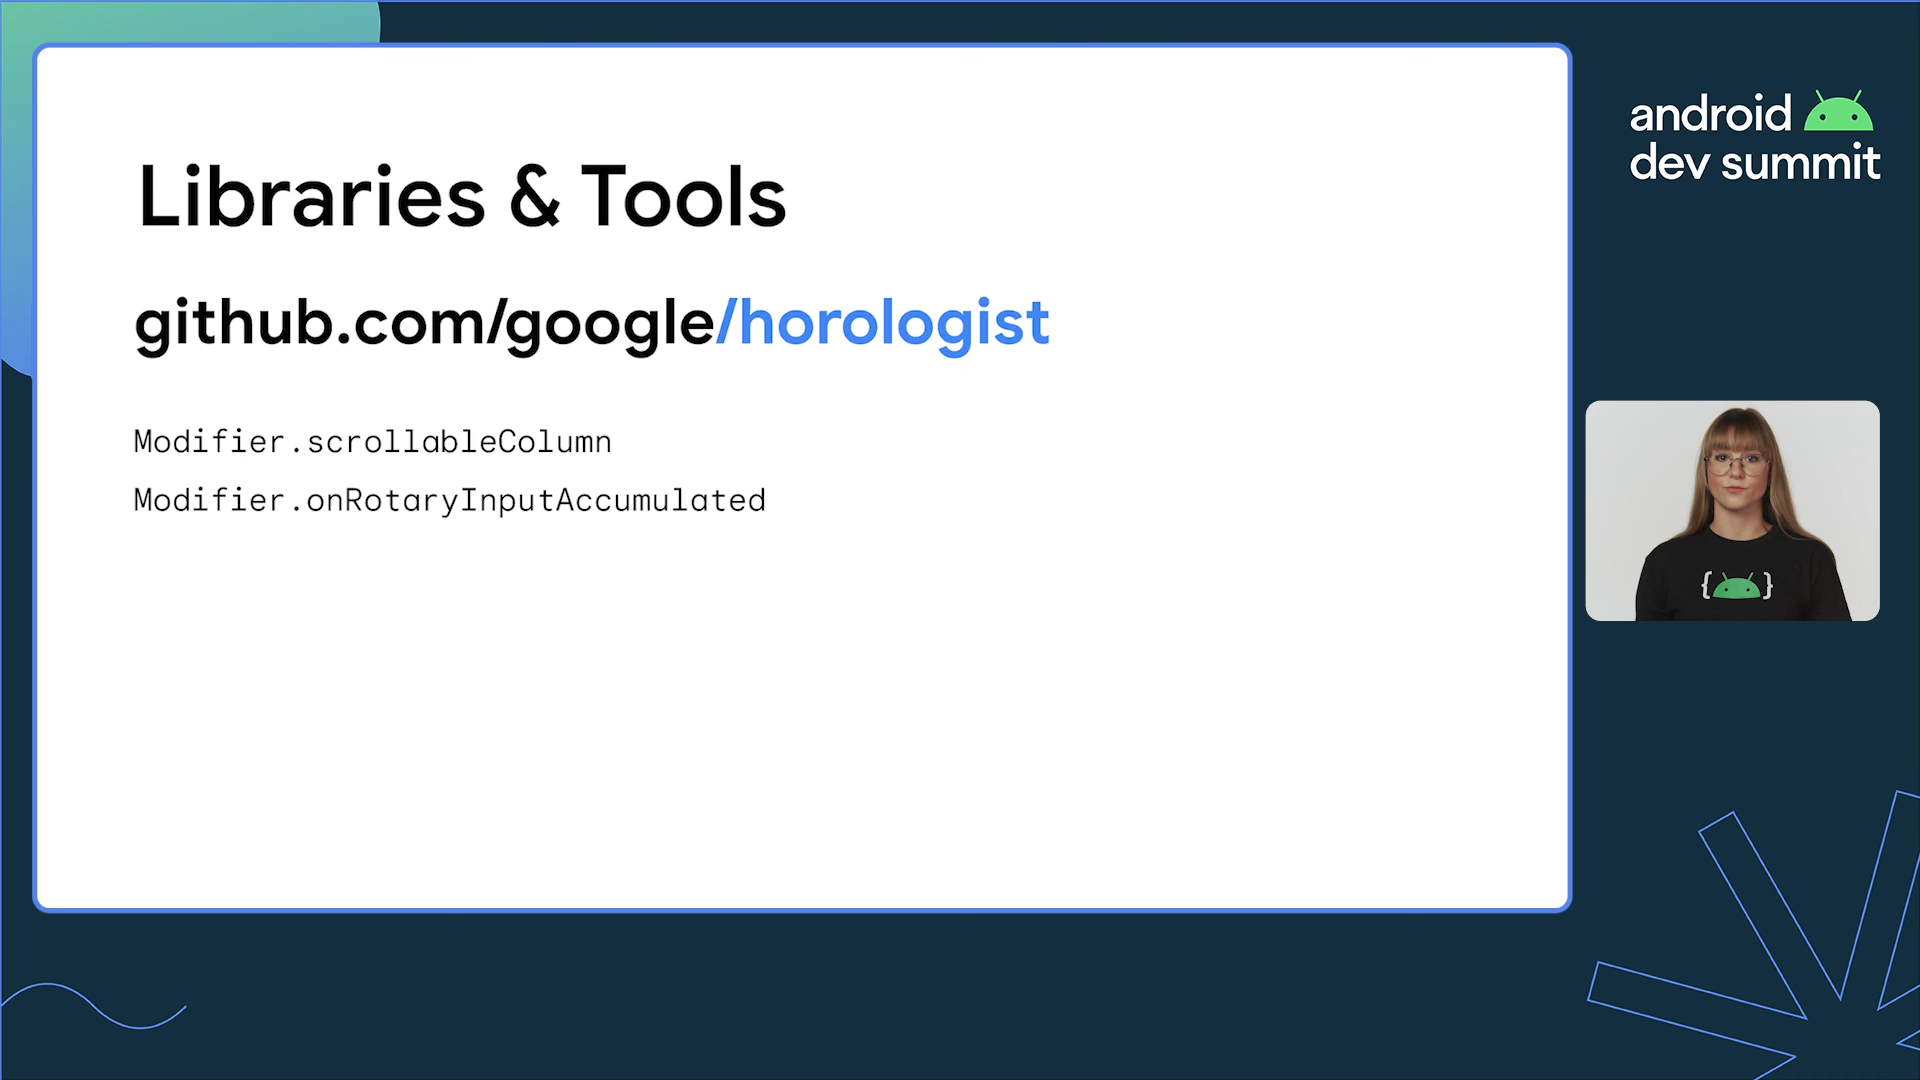 Libraries & Tools
github.com/google/horologist
Modifier.scrollableColumn
Modifier.onRotaryInputAccumulated
android
dev summit